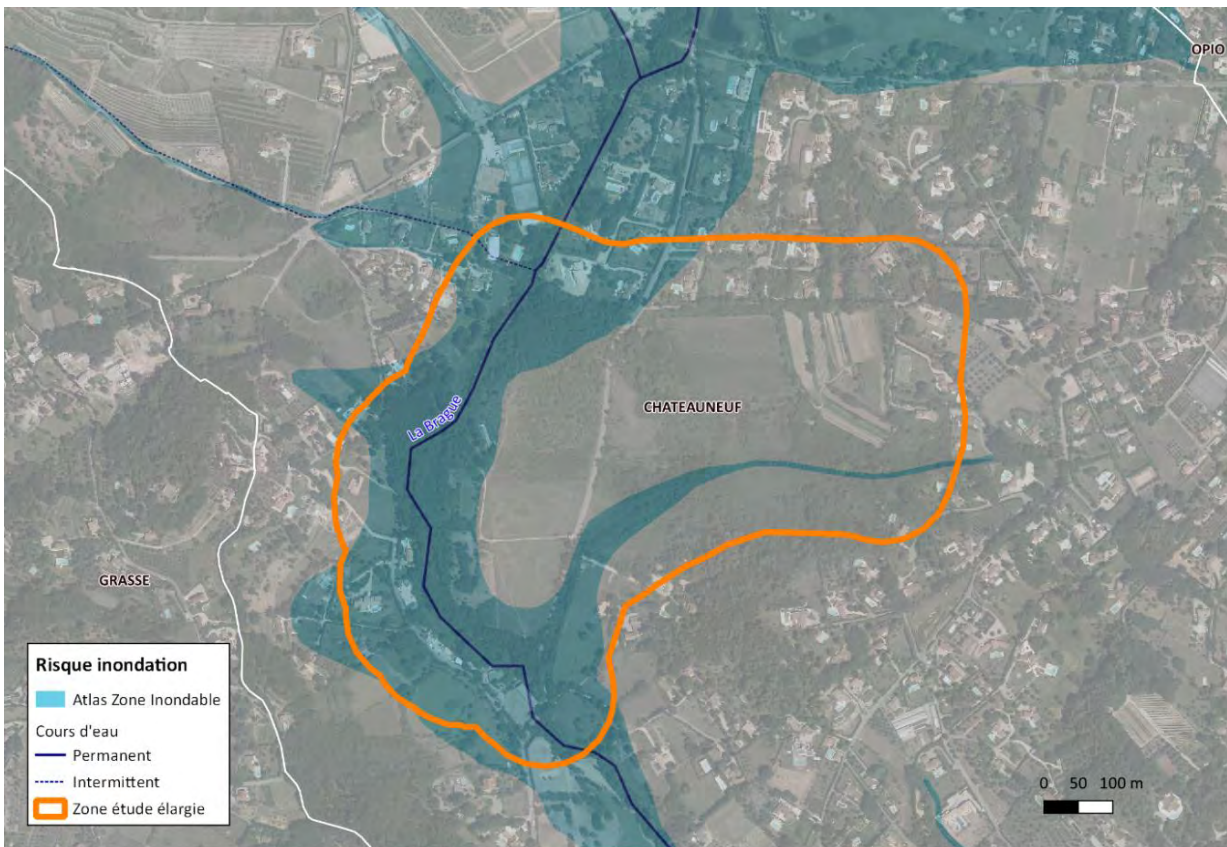 OPIO
La Brague
CHATEAUNEUF
GRASSE
Risque inondation
Atlas Zone Inondable
Cours d'eau
Permanent
Intermittent
Zone étude élargie
0 50 100 m